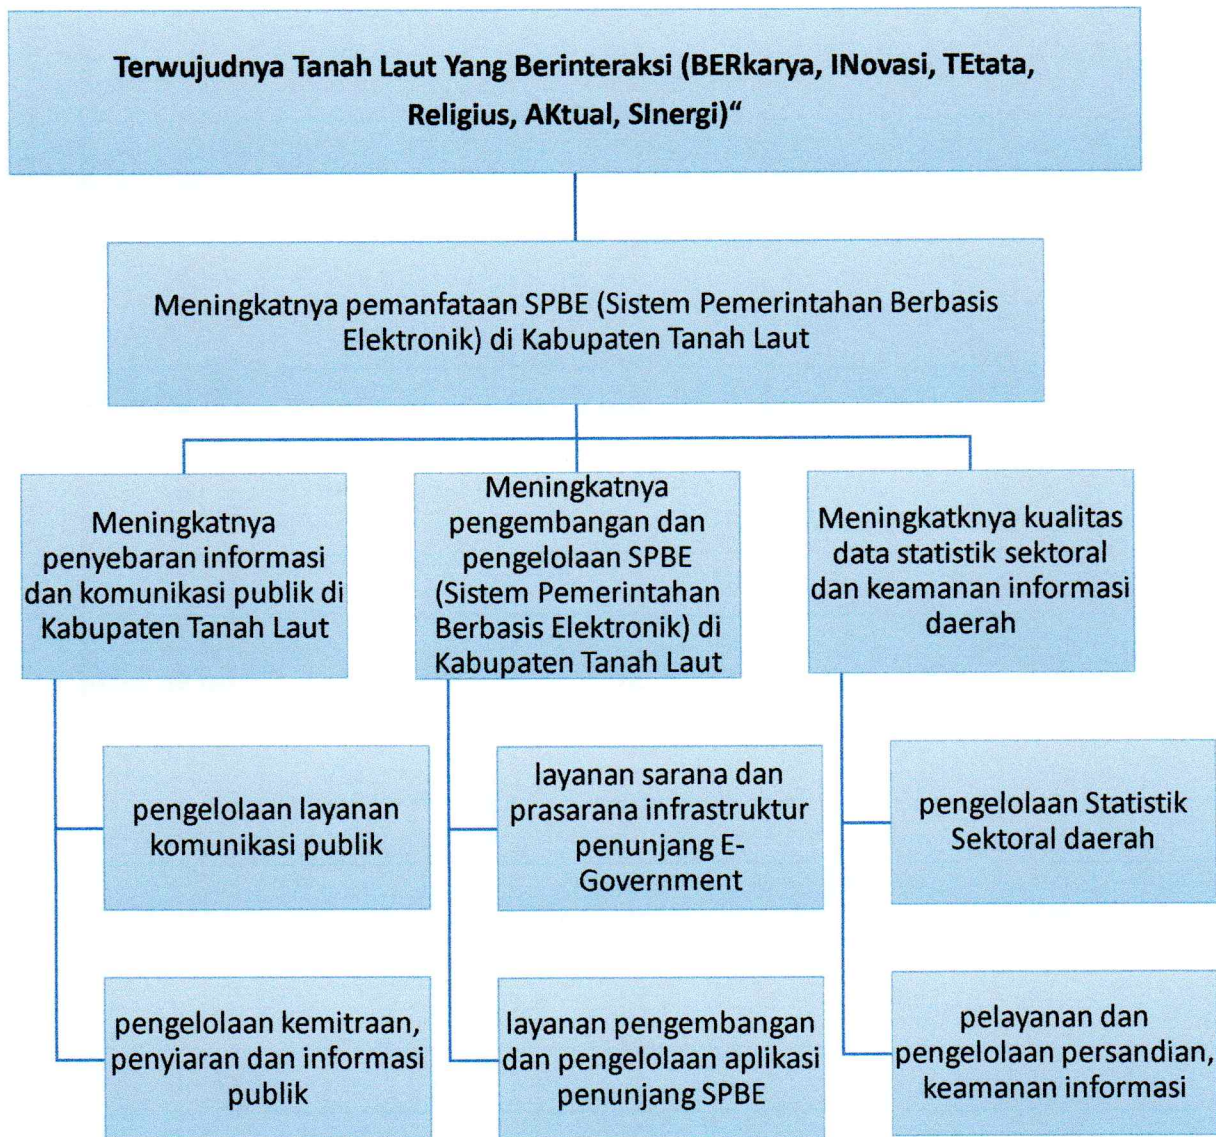 Terwujudnya Tanah Laut Yang Berinteraksi (BERkarya, INovasi, TEtata,
Religius, AKtual, SInergi)“
Meningkatnya pemanfataan SPBE (Sistem Pemerintahan Berbasis
Elektronik) di Kabupaten Tanah Laut
Meningkatnya
penyebaran informasi
dan komunikasi publik di
Kabupaten Tanah Laut
Meningkatnya
pengembangan dan
pengelolaan SPBE
(Sistem Pemerintahan
Berbasis Elektronik) di
Kabupaten Tanah Laut
Meningkatknya kualitas
data statistik sektoral
dan keamanan informasi
daerah
pengelolaan layanan
komunikasi publik
layanan sarana dan
prasarana infrastruktur
penunjang E-
Government
pengelolaan Statistik
Sektoral daerah
pengelolaan kemitraan,
penyiaran dan informasi
publik
layanan pengembangan
dan pengelolaan aplikasi
penunjang SPBE
pelayanan dan
pengelolaan persandian,
keamanan informasi